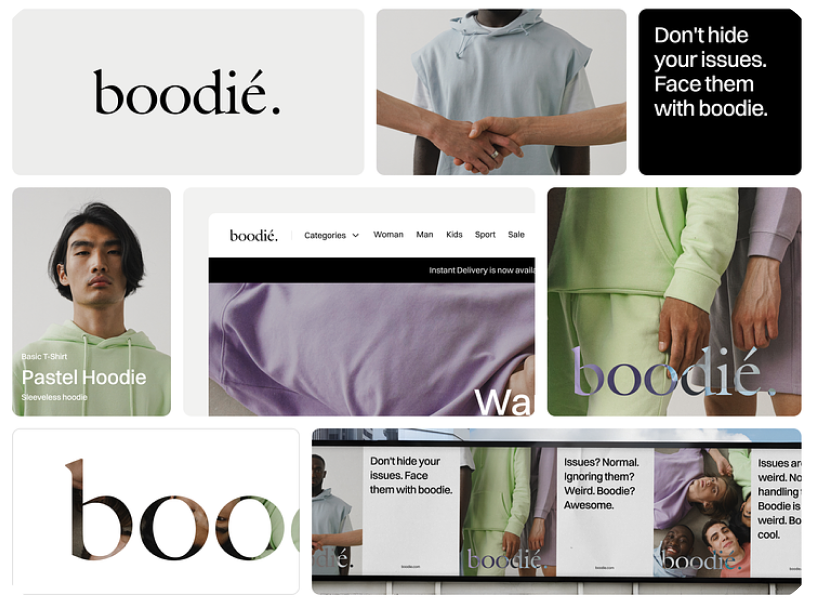 boodié.
Don't hide
your issues.
Face them
with boodie.
Basic T-Shirt
Pastel Hoodie
Sleeveless hoodie
boodié.
Categories
Woman
Man
Kids
Sport
Sale
Instant Delivery is now availa
Wa
boodié.
boo
dié.
Don't hide your
issues. Face
them with boodie.
boodie.com
boodié.
Issues? Normal.
Ignoring them?
Weird. Boodie?
Awesome.
boodie.com
boodié.
Issues are
weird. No
handling
Boodie is
weird. Bo
cool.